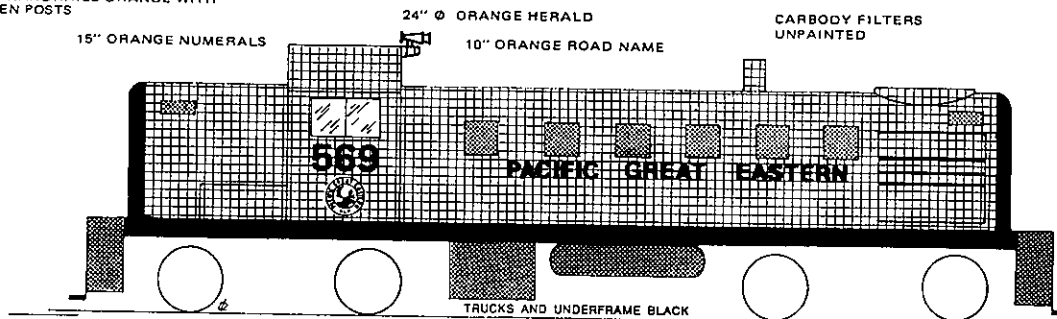 EN POSTS
24" Ø ORANGE HERALD
15" ORANGE NUMERALS
10" ORANGE ROAD NAME
CARBODY FILTERS
UNPAINTED
569
PACIFIC GREAT EASTERN
TRUCKS AND UNDERFRAME BLACK